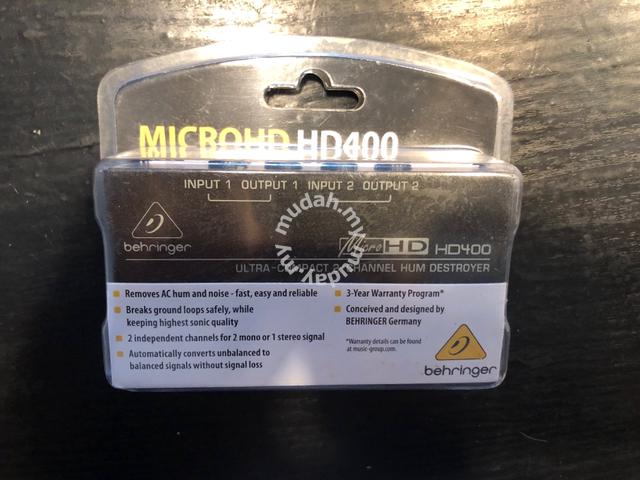 MICROHD HD400
INPUT 1 OUTPUT 1 INPUT 2 OUTPUT 2
mudah.my
mudah.my
behringer
Micro HD HD400
ULTRA-COMPACT 2-CHANNEL HUM DESTROYER
Removes AC hum and noise - fast, easy and reliable
Breaks ground loops safely, while
keeping highest sonic quality
2 independent channels for 2 mono or 1 stereo signal
Automatically converts unbalanced to
balanced signals without signal loss
3-Year Warranty Program*
Conceived and designed by
BEHRINGER Germany
*Warranty details can be found
at music-group.com.
behringer